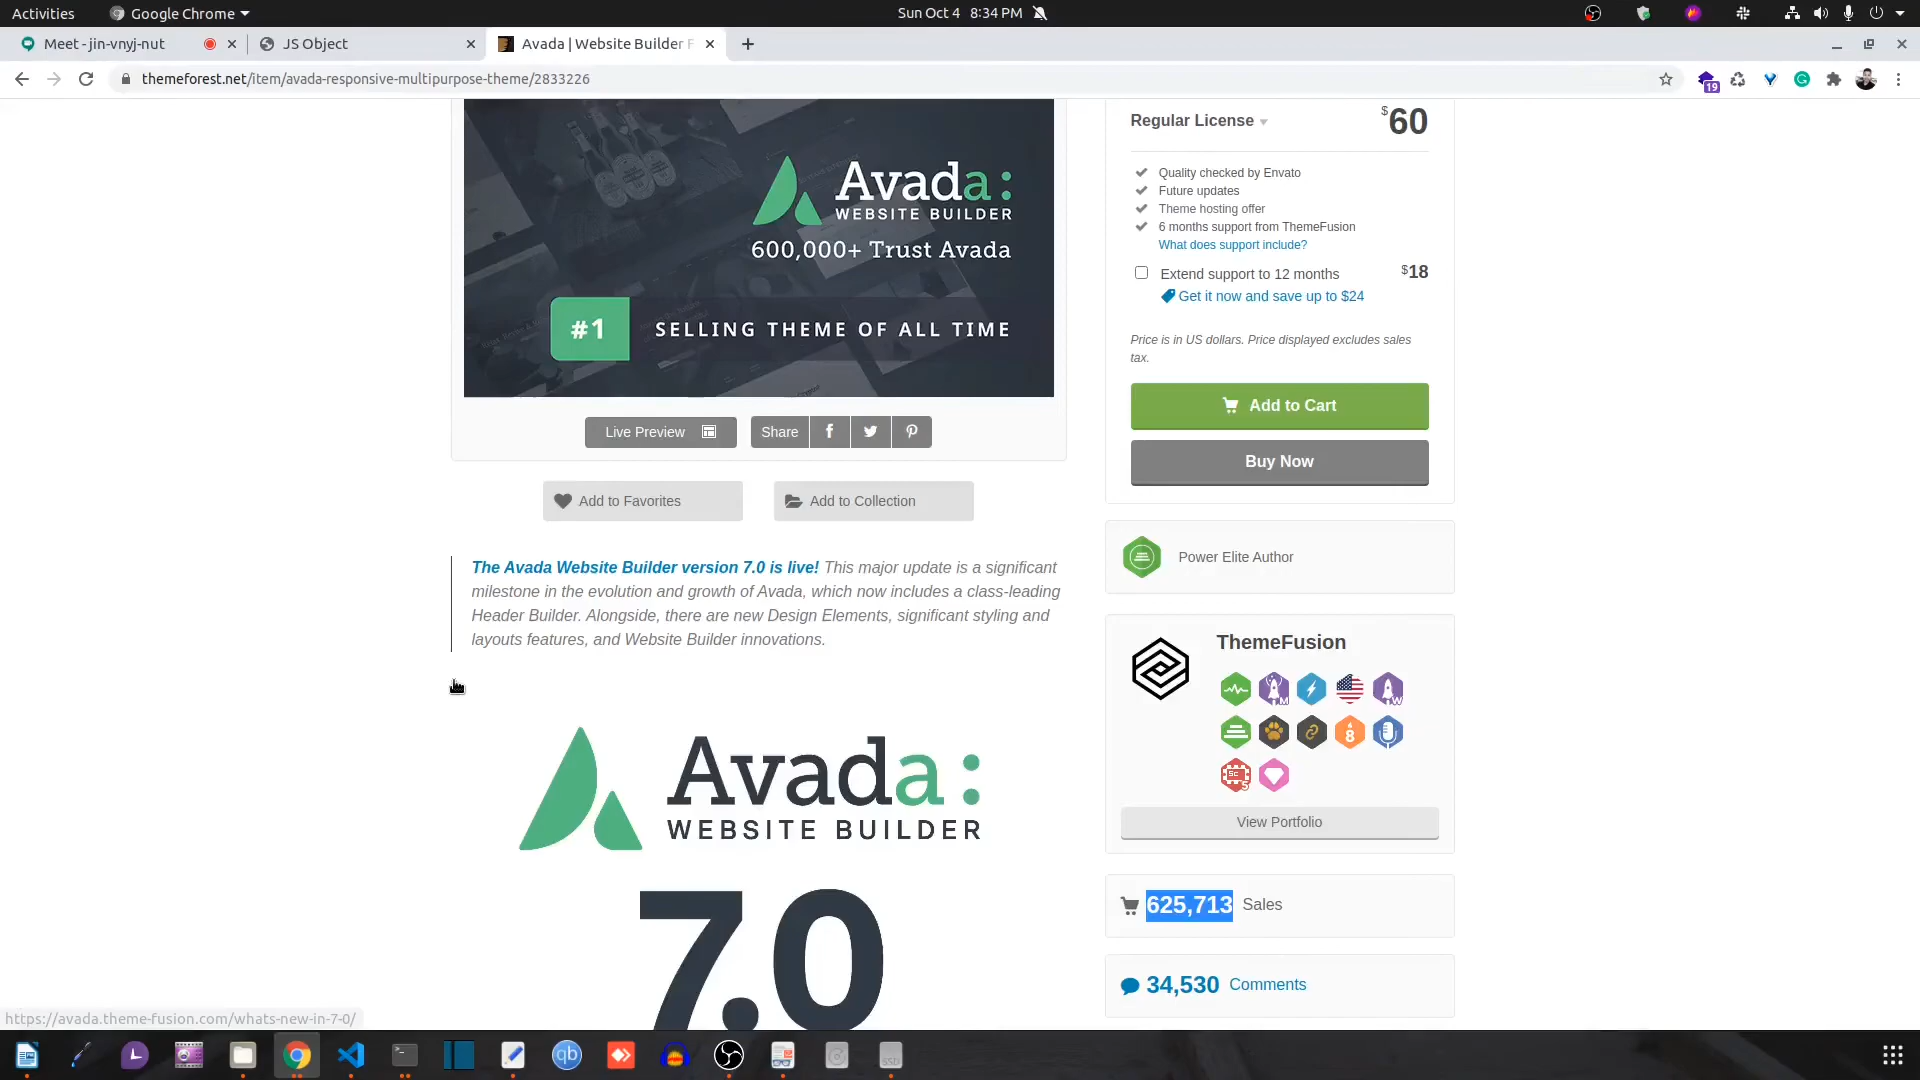 Activities
Google Chrome
Sun Oct 4 8:34 PM
Meet - jin-vnyj-nut
JS Object
Avada | Website Builder F
themeforest.net/item/avada-responsive-multipurpose-theme/2833226
19
Avada:
WEBSITE BUILDER
600,000+ Trust Avada
#1
SELLING THEME OF ALL TIME
Live Preview
Share
Add to Favorites
Add to Collection
The Avada Website Builder version 7.0 is live! This major update is a significant
milestone in the evolution and growth of Avada, which now includes a class-leading
Header Builder. Alongside, there are new Design Elements, significant styling and
layouts features, and Website Builder innovations.
Avada:
WEBSITE BUILDER
7.0
Regular License
$60
Quality checked by Envato
Future updates
Theme hosting offer
6 months support from ThemeFusion
What does support include?
Extend support to 12 months
$18
Get it now and save up to $24
Price is in US dollars. Price displayed excludes sales
tax.
Add to Cart
Buy Now
Power Elite Author
ThemeFusion
M
W
8
SC
View Portfolio
625,713 Sales
34,530 Comments
https://avada.theme-fusion.com/whats-new-in-7-0/
qb
SSD